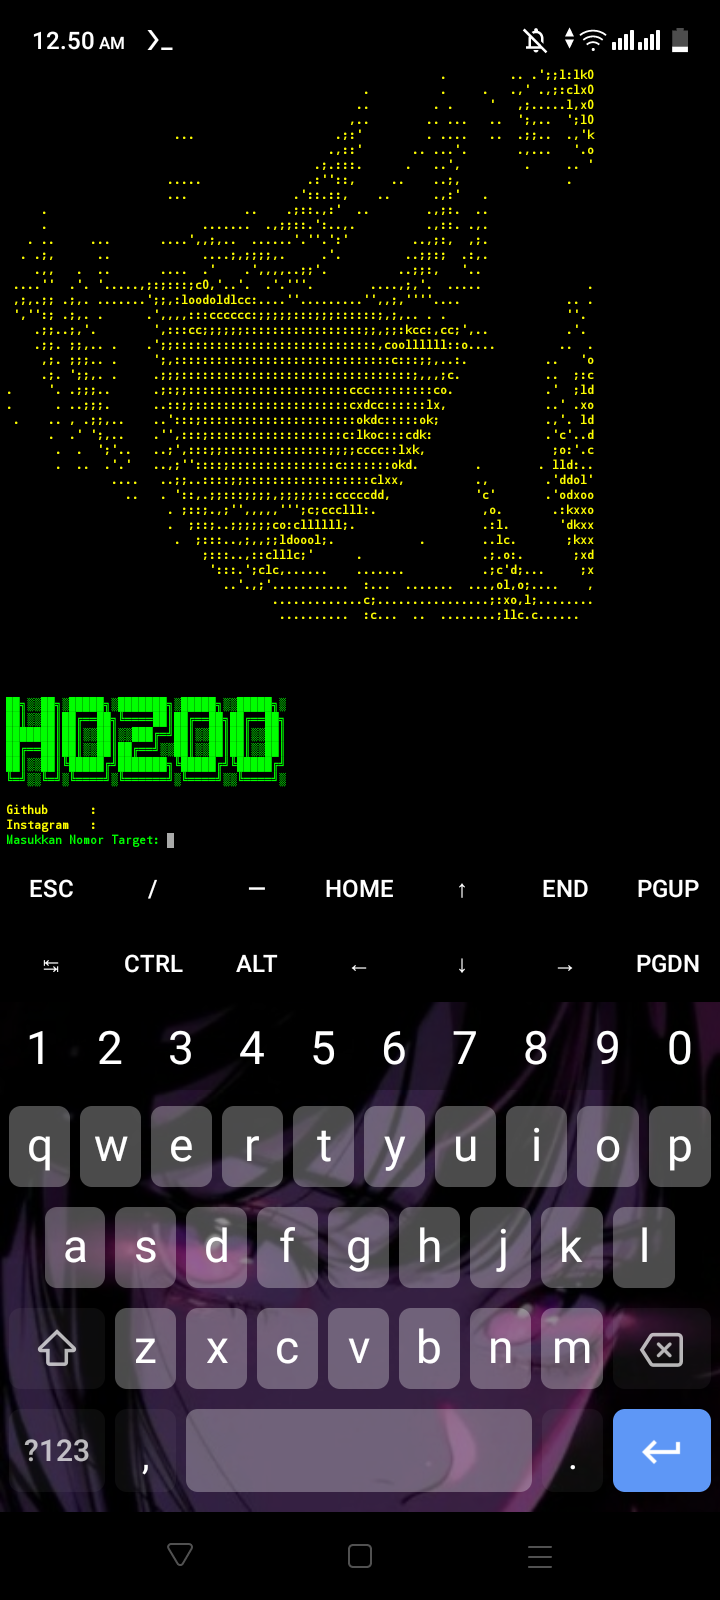 12.50 AM
HOZOO
Github :
Instagram :
Masukkan Nomor Target:
ESC / — HOME ↑ END PGUP
↹ CTRL ALT ← ↓ → PGDN
1 2 3 4 5 6 7 8 9 0
q w e r t y u i o p
a s d f g h j k l
z x c v b n m
?123 , .